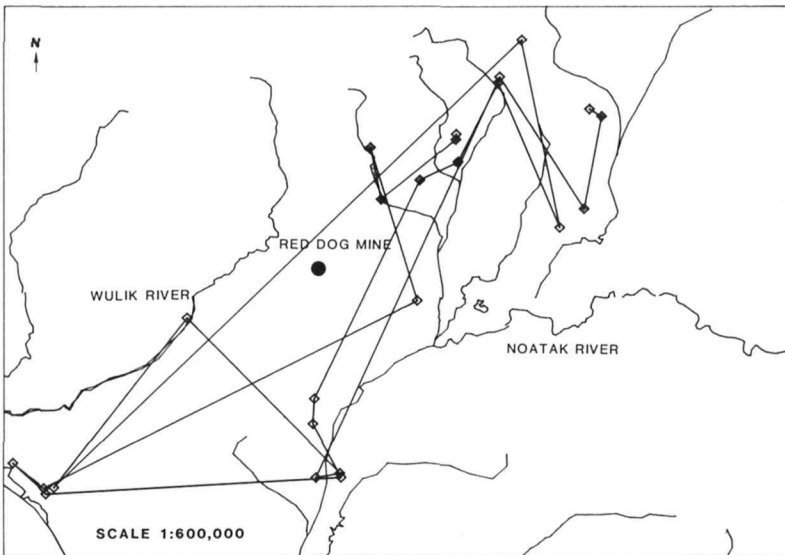 N
RED DOG MINE
WULIK RIVER
NOATAK RIVER
SCALE 1:600,000